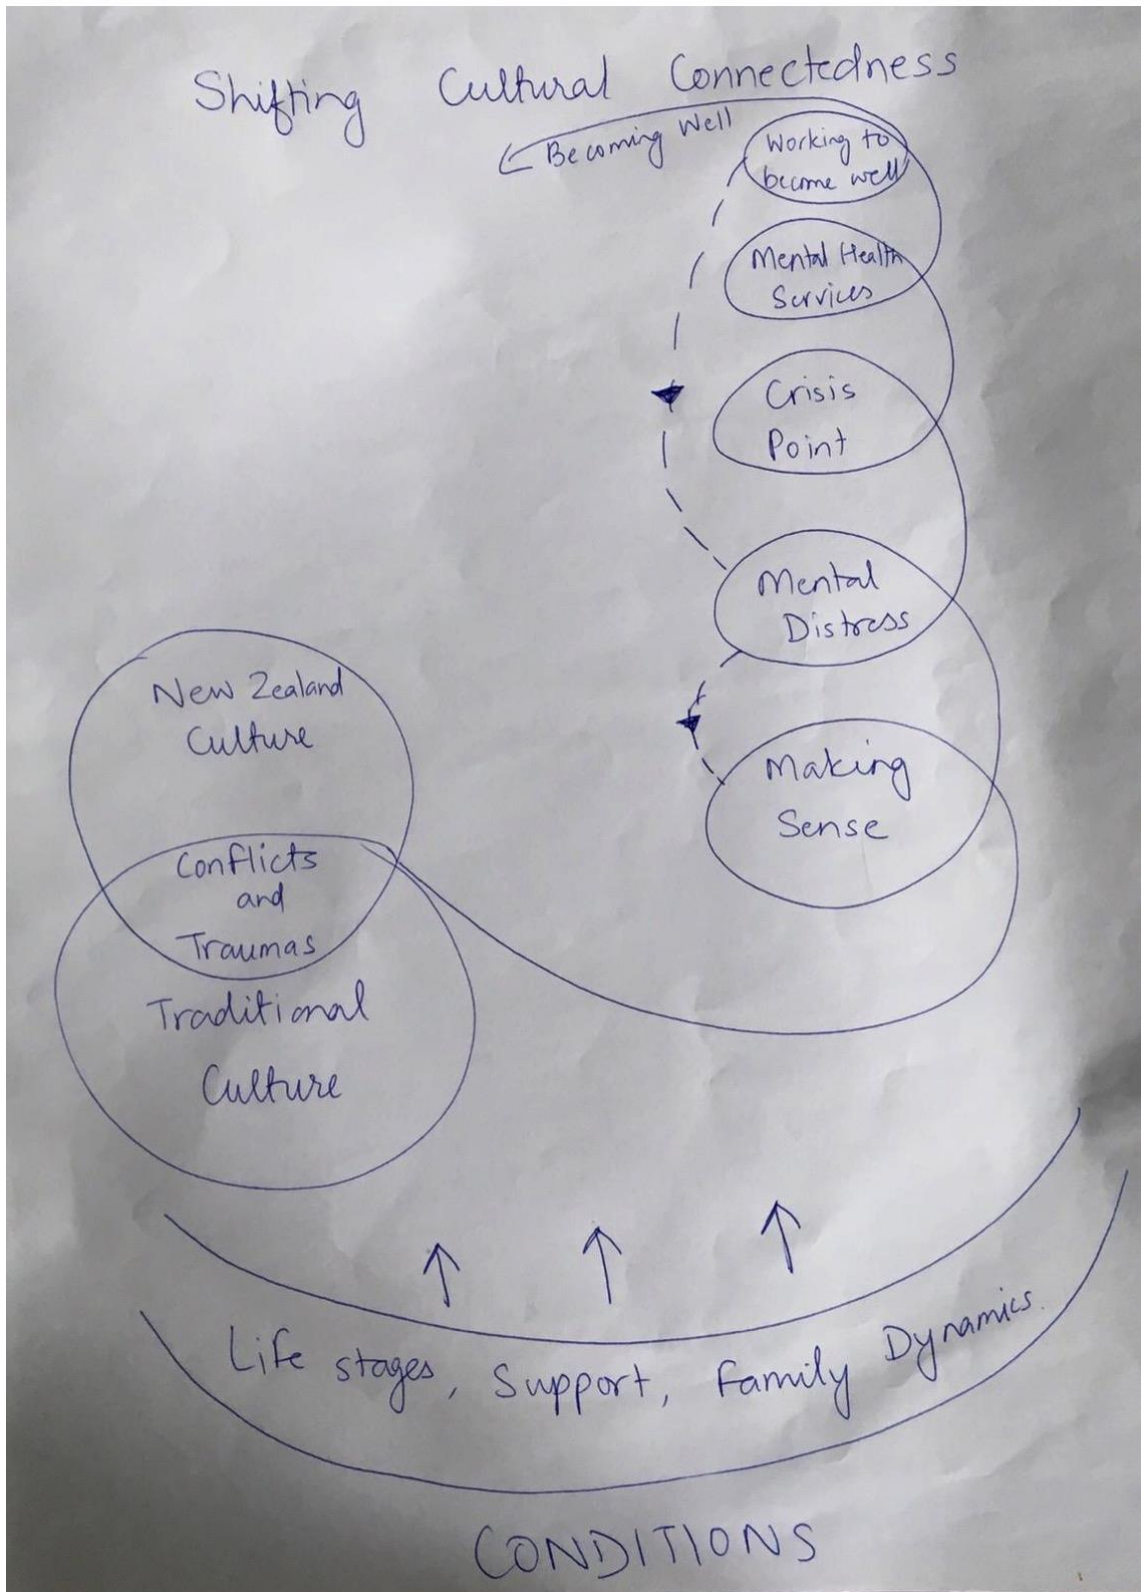 Shifting Cultural Connectedness
Becoming Well
Working to
become well
Mental Health
Services
Crisis
Point
Mental
Distress
Making
Sense
New Zealand
Culture
Conflicts
and
Traumas
Traditional
Culture
Life stages, Support, Family Dynamics.
CONDITIONS